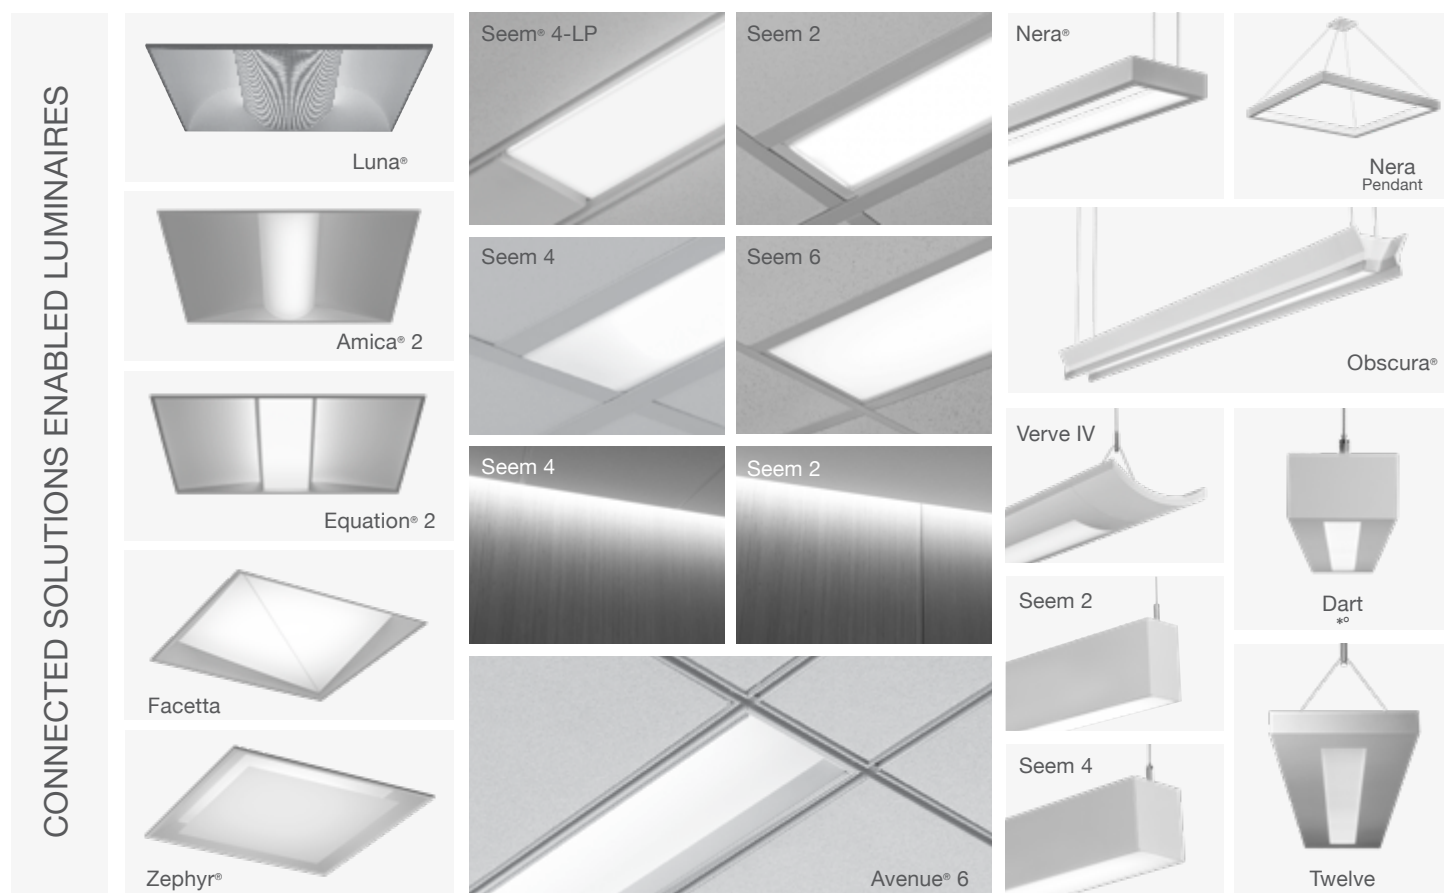 CONNECTED SOLUTIONS ENABLED LUMINAIRES
Luna®
Amica® 2
Equation® 2
Facetta
Zephyr®
Seem® 4-LP
Seem 2
Seem 4
Seem 6
Seem 4
Seem 2
Avenue® 6
Nera®
Nera
Pendant
Obscura®
Verve IV
Dart
*°
Seem 2
Seem 4
Twelve